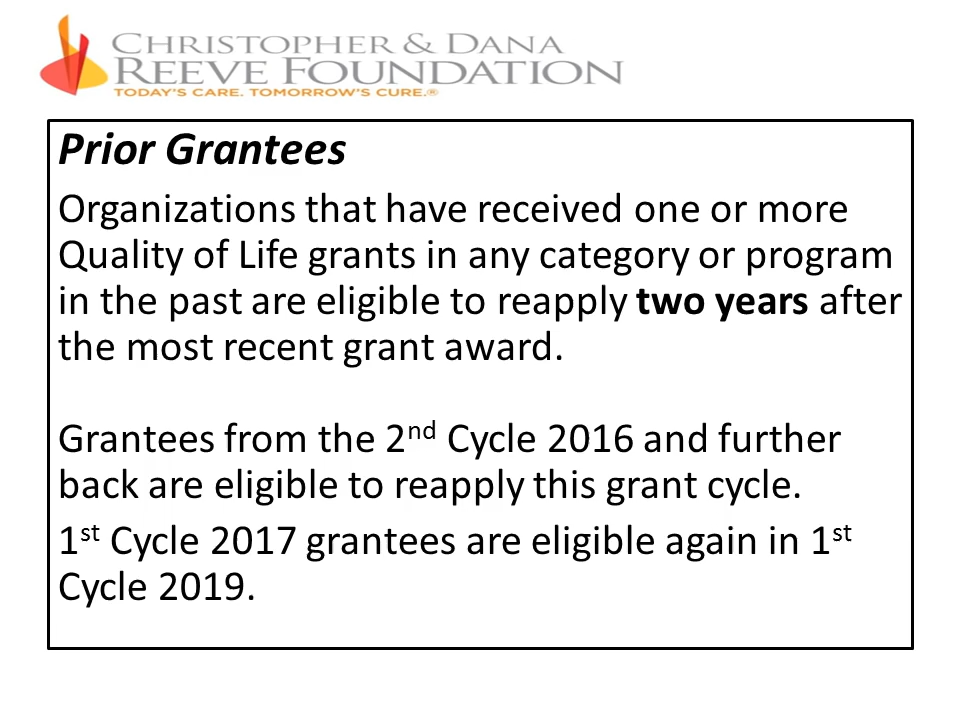 CHRISTOPHER & DANA
REEVE FOUNDATION
TODAY'S CARE. TOMORROW'S CURE.®
Prior Grantees
Organizations that have received one or more
Quality of Life grants in any category or program
in the past are eligible to reapply two years after
the most recent grant award.
Grantees from the 2nd Cycle 2016 and further
back are eligible to reapply this grant cycle.
1st Cycle 2017 grantees are eligible again in 1st
Cycle 2019.